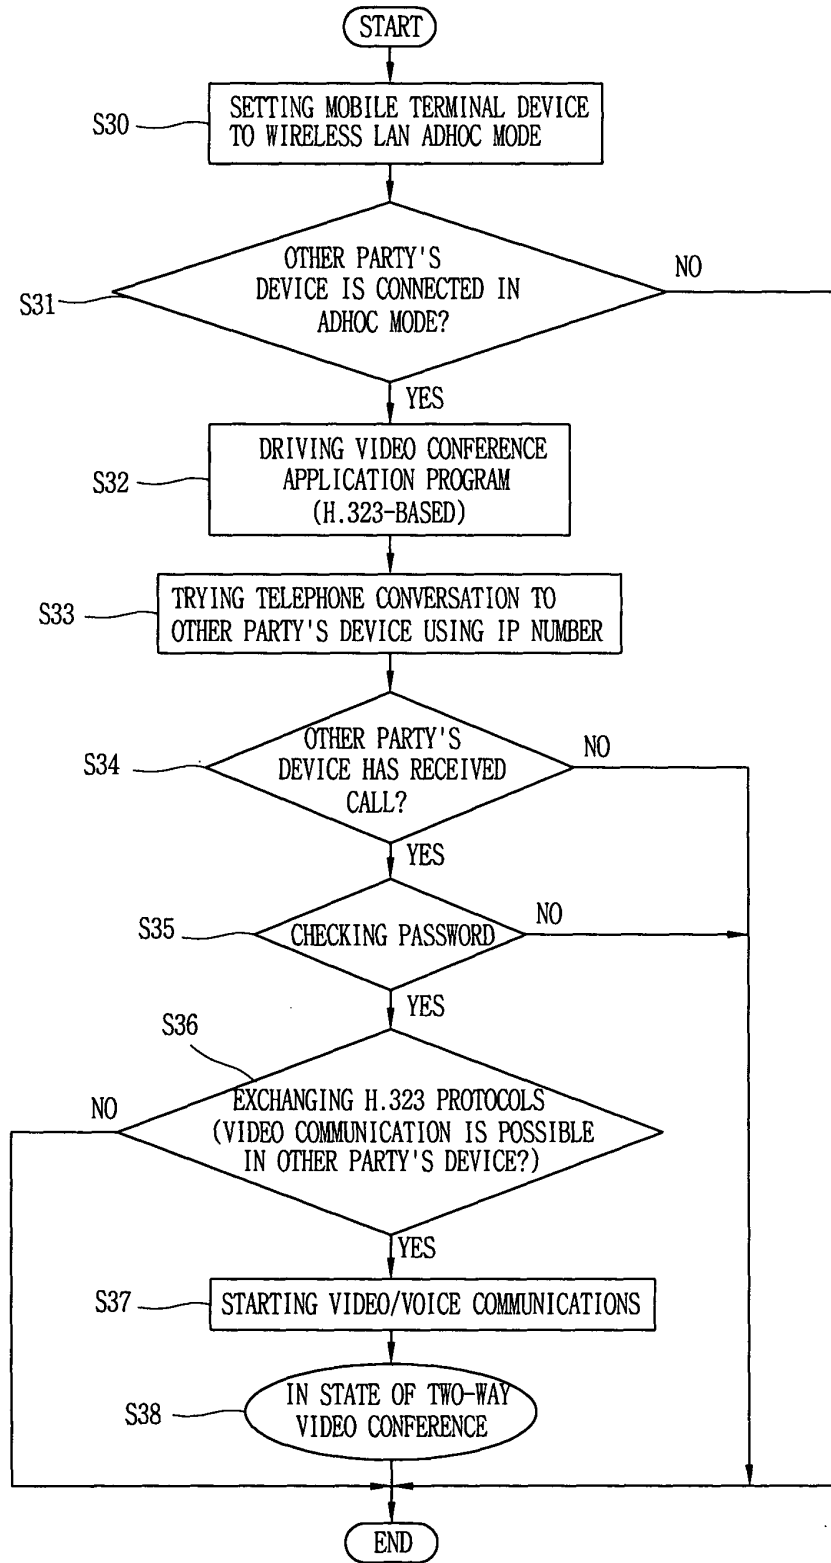 START
S30
SETTING MOBILE TERMINAL DEVICE
TO WIRELESS LAN ADHOC MODE
S31
OTHER PARTY'S
DEVICE IS CONNECTED IN
ADHOC MODE?
NO
YES
S32
DRIVING VIDEO CONFERENCE
APPLICATION PROGRAM
(H.323-BASED)
S33
TRYING TELEPHONE CONVERSATION TO
OTHER PARTY'S DEVICE USING IP NUMBER
S34
OTHER PARTY'S
DEVICE HAS RECEIVED
CALL?
NO
YES
S35
CHECKING PASSWORD
NO
YES
S36
EXCHANGING H.323 PROTOCOLS
(VIDEO COMMUNICATION IS POSSIBLE
IN OTHER PARTY'S DEVICE?)
NO
YES
S37
STARTING VIDEO/VOICE COMMUNICATIONS
S38
IN STATE OF TWO-WAY
VIDEO CONFERENCE
END